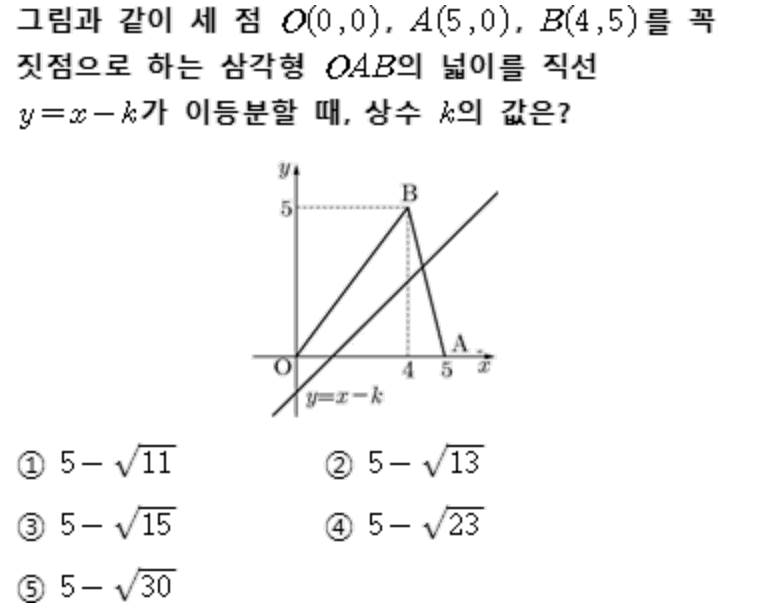 그림과 같이 세 점 O(0,0), A(5,0), B(4,5)를 꼭
짓점으로 하는 삼각형 OAB의 넓이를 직선
y=x-k가 이등분할 때, 상수 k의 값은?
y
B
5
A
O
4
5
x
y=x-k
① 5-√11
② 5-√13
③ 5-√15
④ 5-√23
⑤ 5-√30